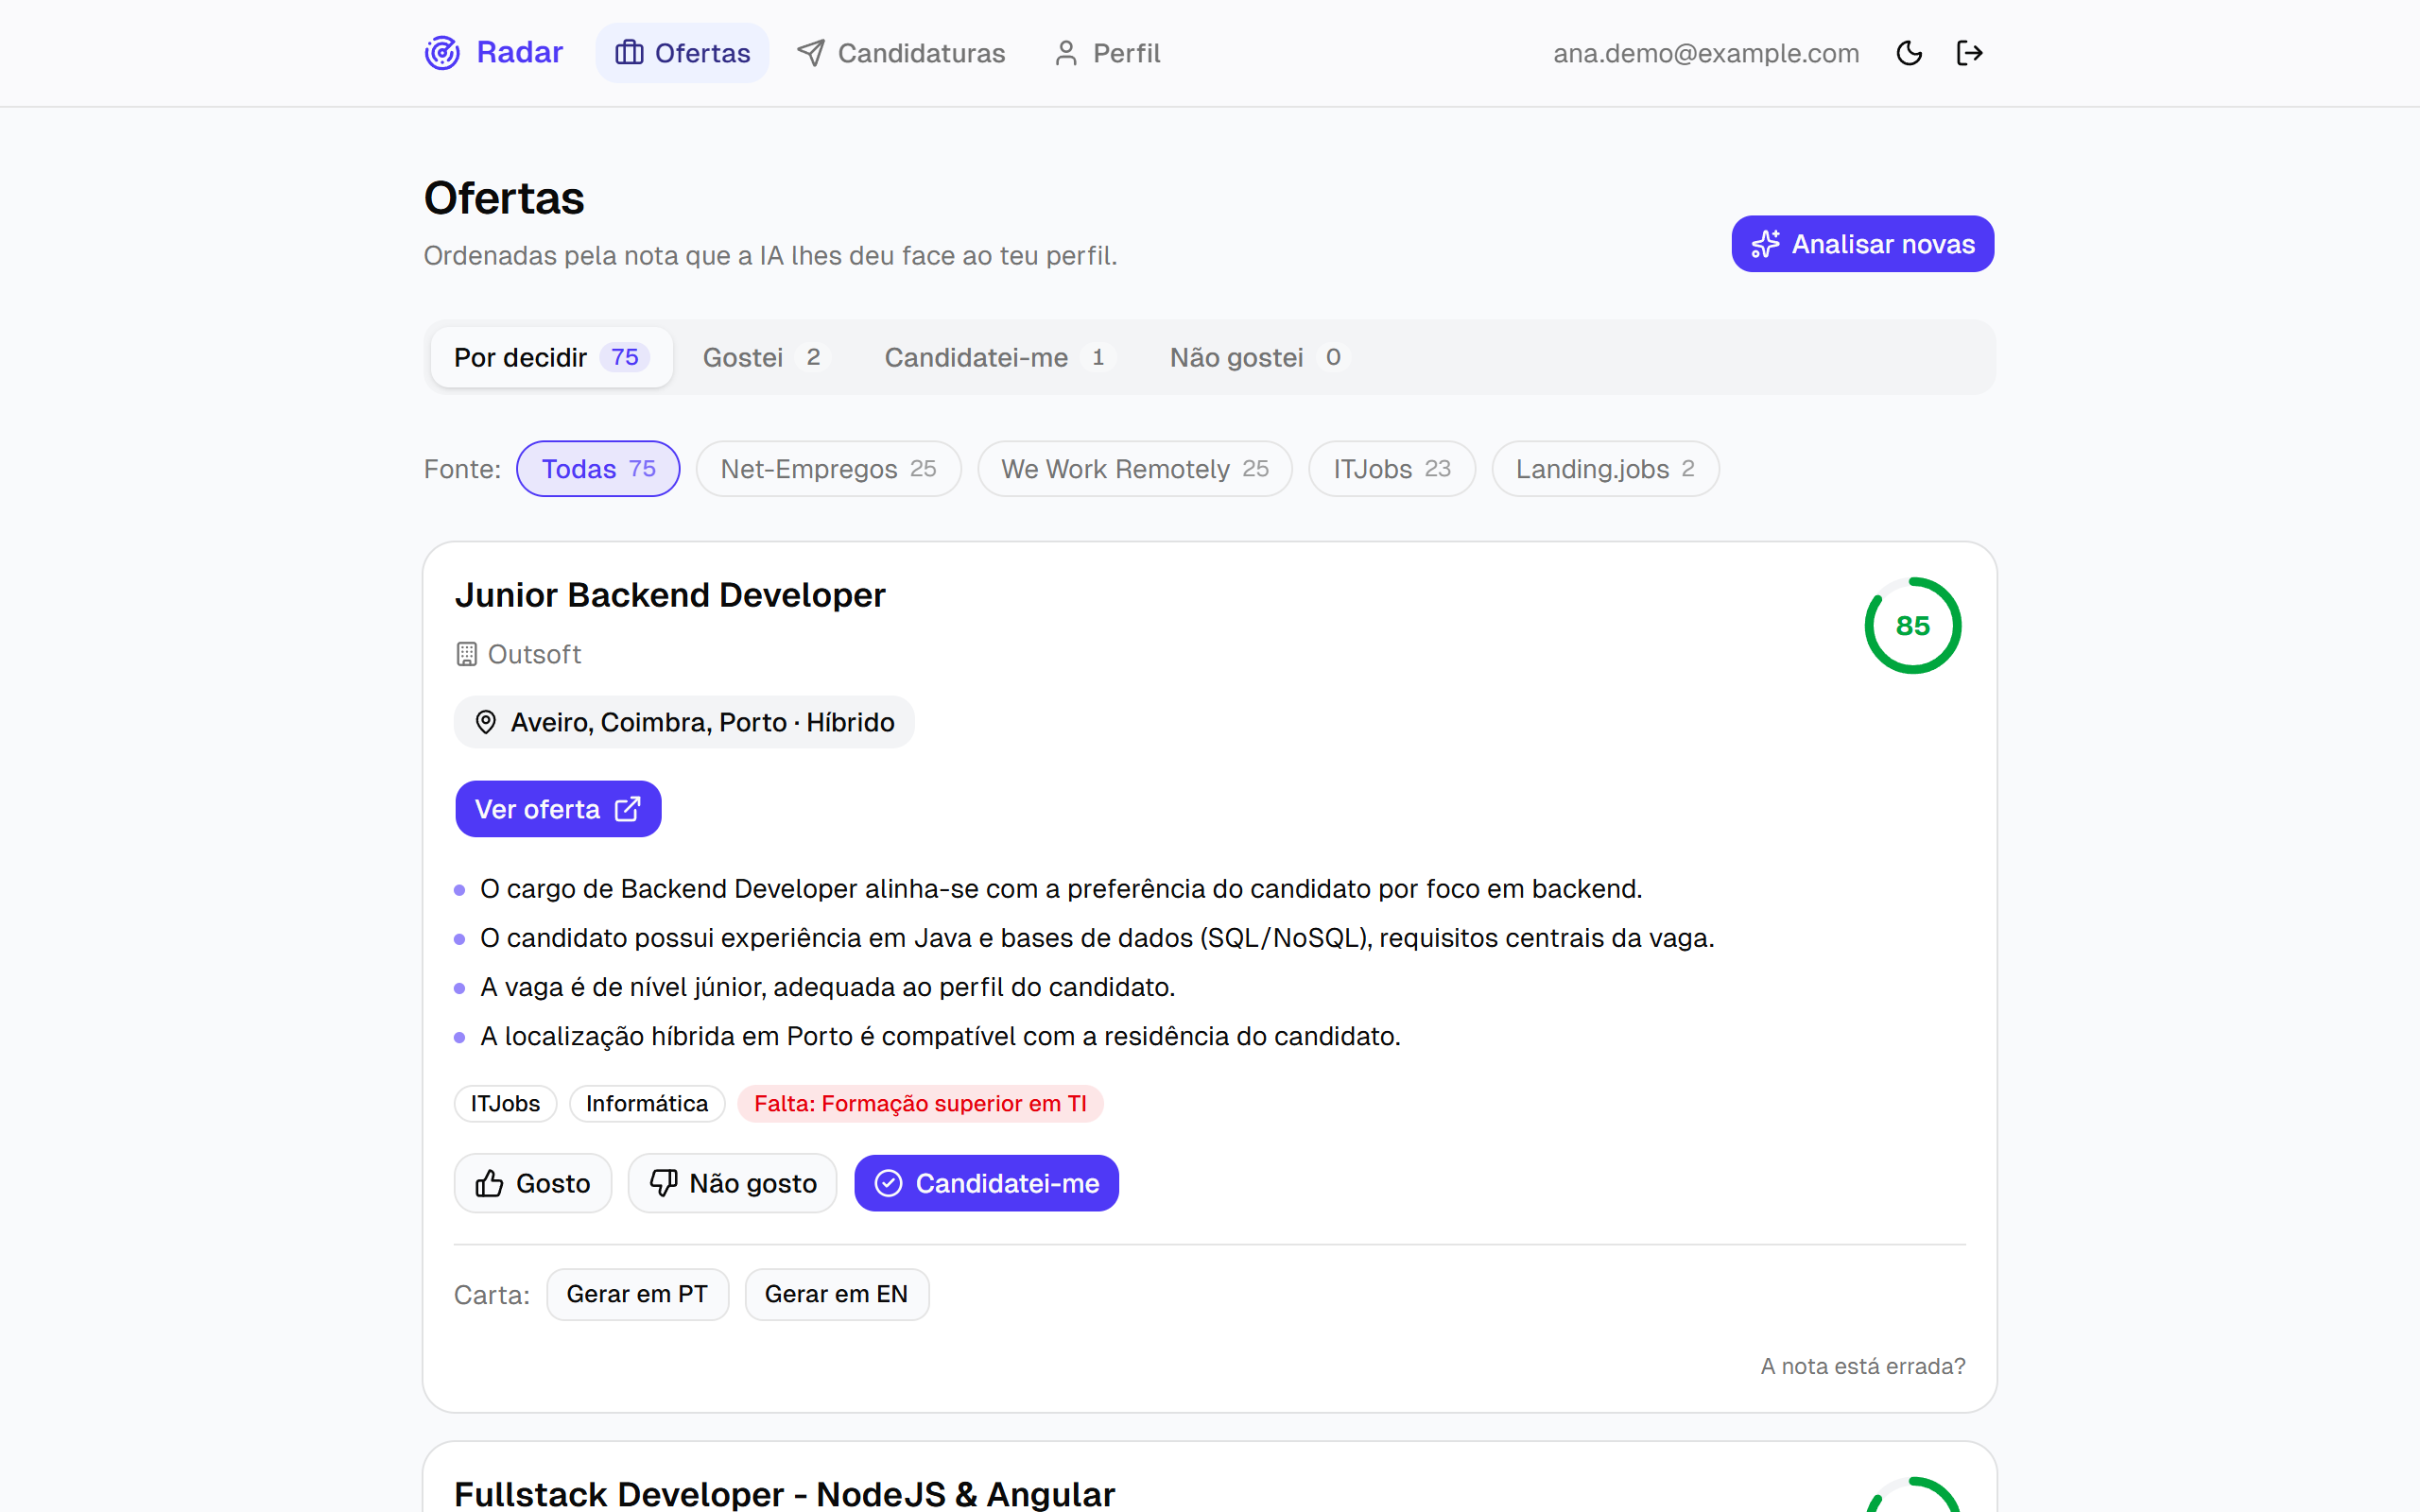 Radar Ofertas Candidaturas Perfil ana.demo@example.com
Ofertas
Ordenadas pela nota que a IA lhes deu face ao teu perfil.
Analisar novas
Por decidir 75 Gostei 2 Candidatei-me 1 Não gostei 0
Fonte: Todas 75 Net-Empregos 25 We Work Remotely 25 ITJobs 23 Landing.jobs 2
Junior Backend Developer
85
Outsoft
Aveiro, Coimbra, Porto · Híbrido
Ver oferta
O cargo de Backend Developer alinha-se com a preferência do candidato por foco em backend.
O candidato possui experiência em Java e bases de dados (SQL/NoSQL), requisitos centrais da vaga.
A vaga é de nível júnior, adequada ao perfil do candidato.
A localização híbrida em Porto é compatível com a residência do candidato.
ITJobs Informática Falta: Formação superior em TI
Gosto Não gosto Candidatei-me
Carta: Gerar em PT Gerar em EN
A nota está errada?
Fullstack Developer - NodeJS & Angular